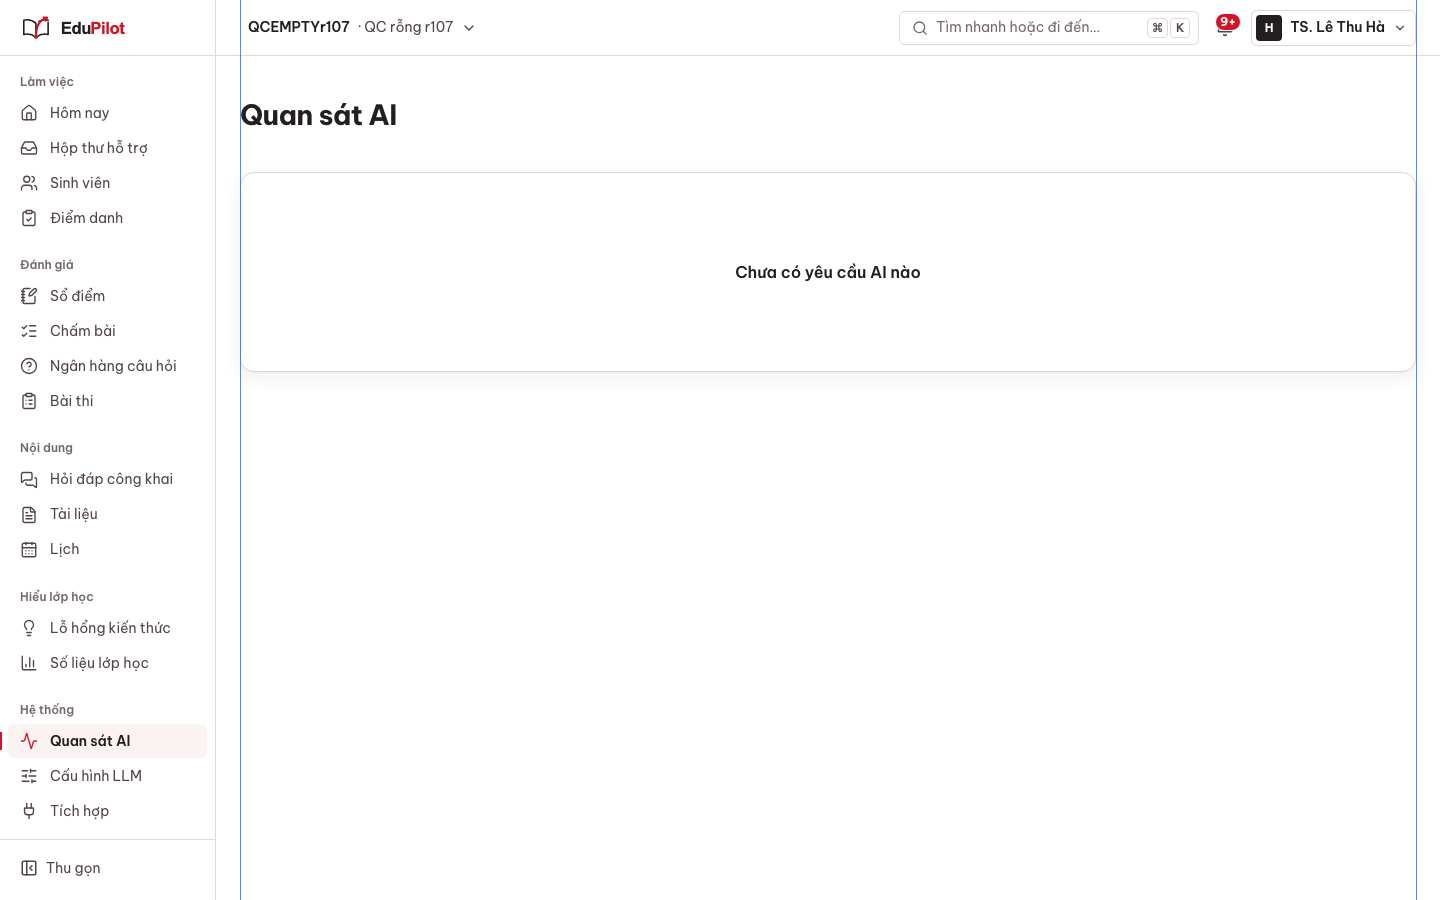 EduPilot
QCEMPTYr107 · QC rỗng r107
Tìm nhanh hoặc đi đến...
⌘ K
9+
H
TS. Lê Thu Hà
Làm việc
Hôm nay
Hộp thư hỗ trợ
Sinh viên
Điểm danh
Đánh giá
Sổ điểm
Chấm bài
Ngân hàng câu hỏi
Bài thi
Nội dung
Hỏi đáp công khai
Tài liệu
Lịch
Hiểu lớp học
Lỗ hổng kiến thức
Số liệu lớp học
Hệ thống
Quan sát AI
Cấu hình LLM
Tích hợp
Thu gọn
Quan sát AI
Chưa có yêu cầu AI nào